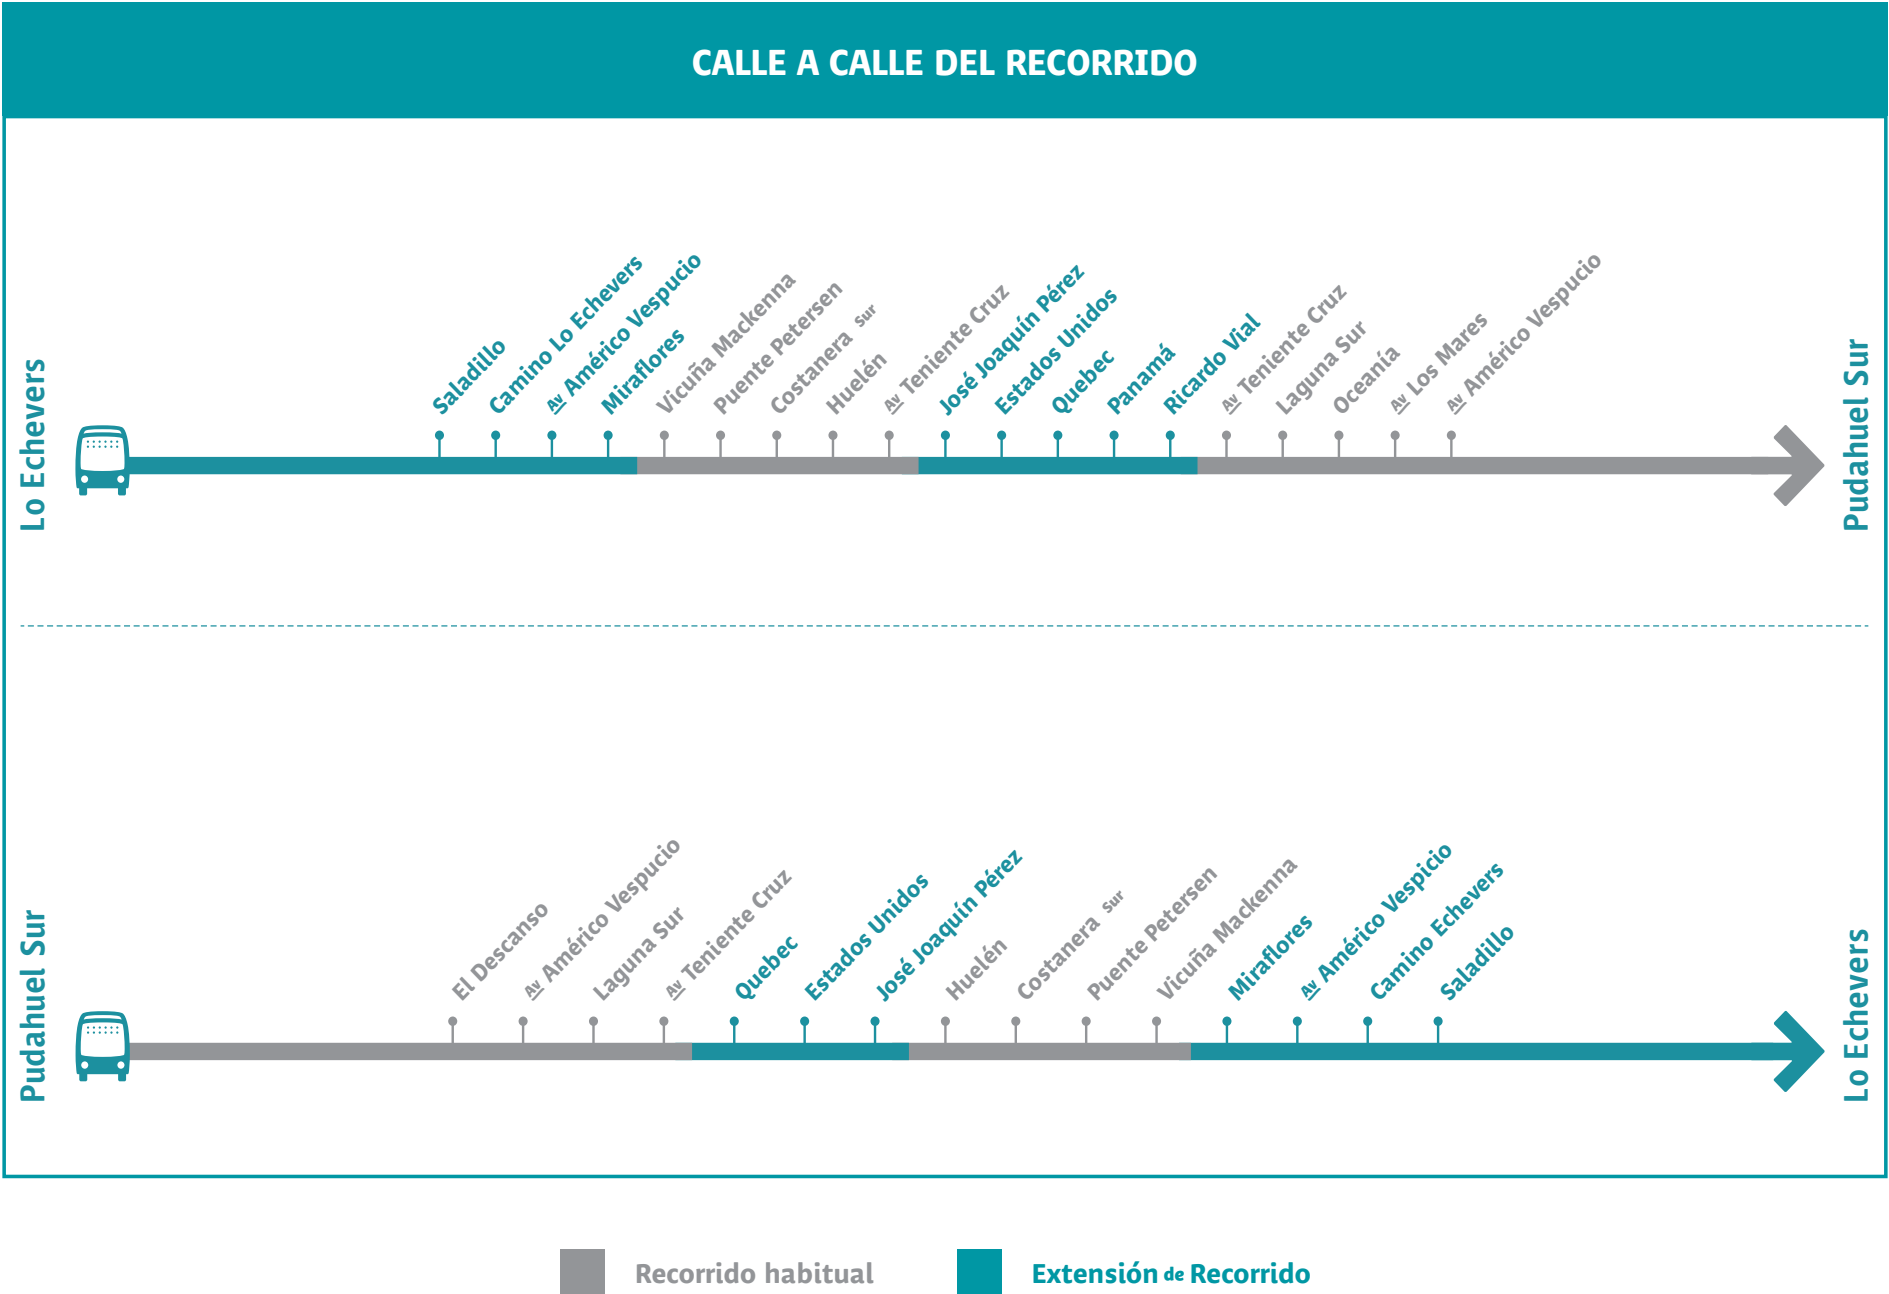 CALLE A CALLE DEL RECORRIDO
Lo Echevers
Saladillo
Camino Lo Echevers
Av Américo Vespucio
Miraflores
Vicuña Mackenna
Puente Petersen
Costanera Sur
Huelén
Av Teniente Cruz
José Joaquín Pérez
Estados Unidos
Quebec
Panamá
Ricardo Vial
Av Teniente Cruz
Laguna Sur
Oceanía
Av Los Mares
Av Américo Vespucio
Pudahuel Sur
Pudahuel Sur
El Descanso
Av Américo Vespucio
Laguna Sur
Av Teniente Cruz
Quebec
Estados Unidos
José Joaquín Pérez
Huelén
Costanera Sur
Puente Petersen
Vicuña Mackenna
Miraflores
Av Américo Vespicio
Camino Echevers
Saladillo
Lo Echevers
Recorrido habitual
Extensión de Recorrido